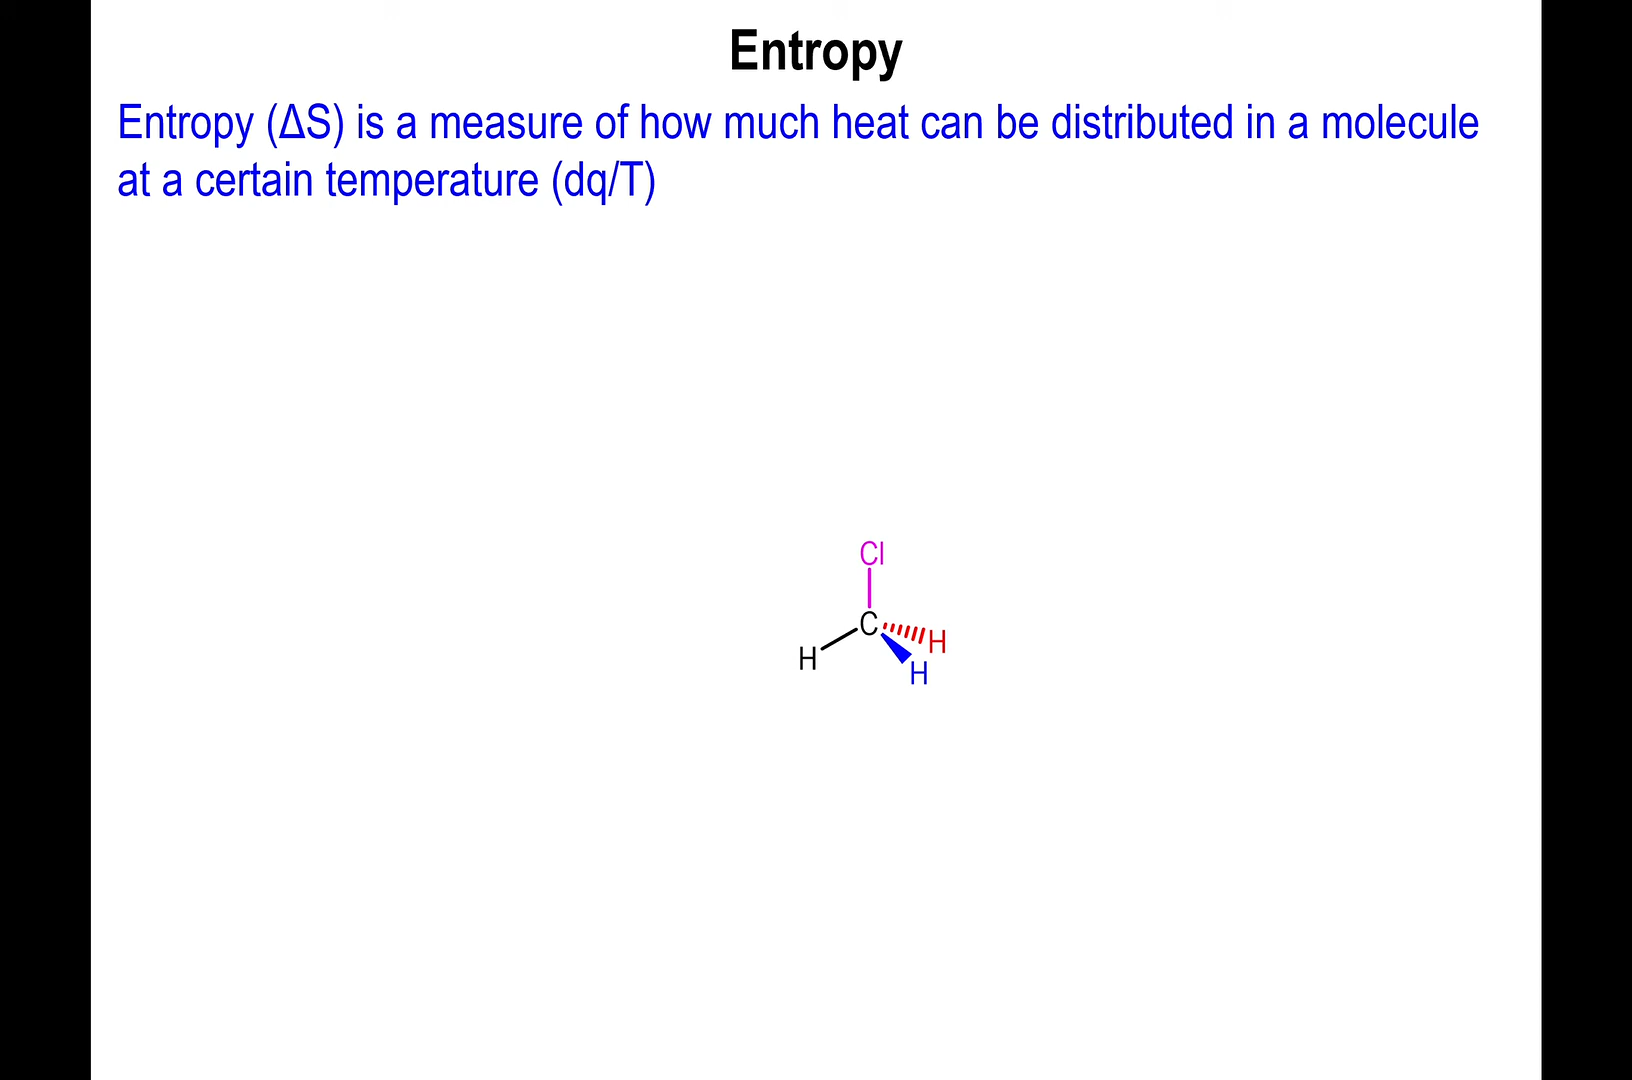 Entropy
Entropy (ΔS) is a measure of how much heat can be distributed in a molecule
at a certain temperature (dq/T)
Cl
C
H
H
H